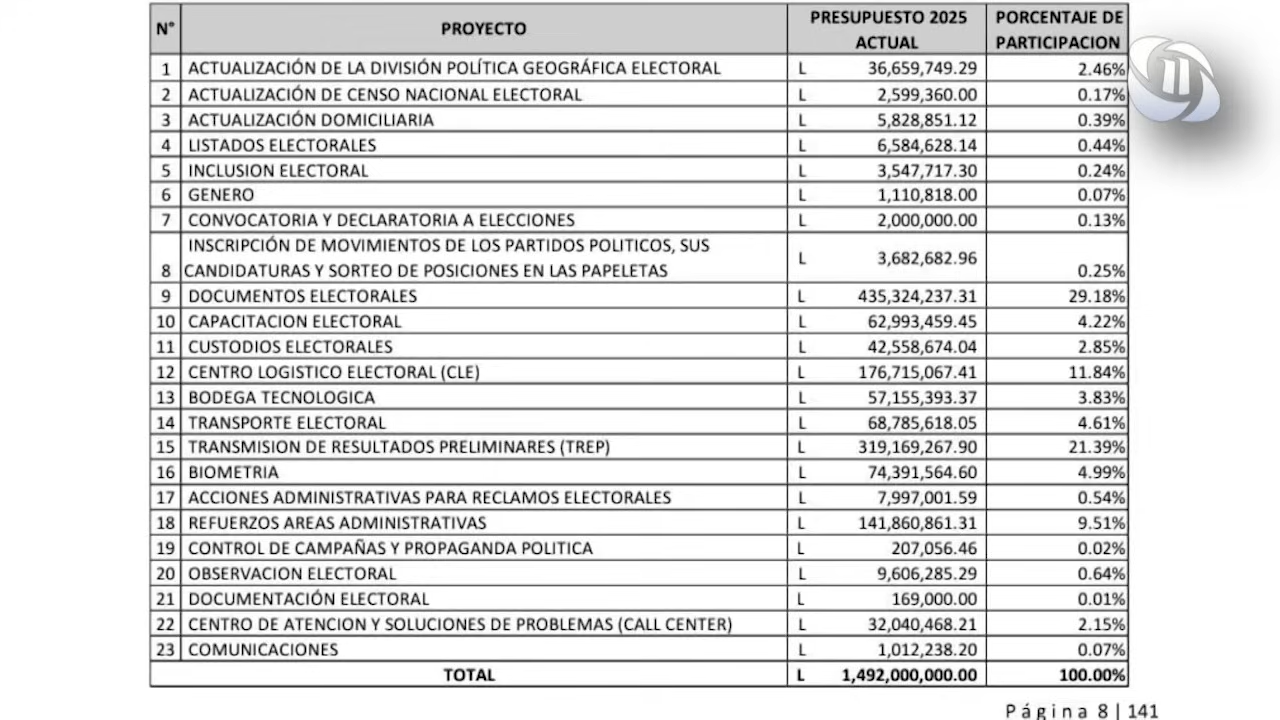 N° PROYECTO PRESUPUESTO 2025 ACTUAL PORCENTAJE DE PARTICIPACION
1 ACTUALIZACIÓN DE LA DIVISIÓN POLÍTICA GEOGRÁFICA ELECTORAL L 36,659,749.29 2.46%
2 ACTUALIZACIÓN DE CENSO NACIONAL ELECTORAL L 2,599,360.00 0.17%
3 ACTUALIZACIÓN DOMICILIARIA L 5,828,851.12 0.39%
4 LISTADOS ELECTORALES L 6,584,628.14 0.44%
5 INCLUSION ELECTORAL L 3,547,717.30 0.24%
6 GENERO L 1,110,818.00 0.07%
7 CONVOCATORIA Y DECLARATORIA A ELECCIONES L 2,000,000.00 0.13%
8 INSCRIPCIÓN DE MOVIMIENTOS DE LOS PARTIDOS POLITICOS, SUS
CANDIDATURAS Y SORTEO DE POSICIONES EN LAS PAPELETAS L 3,682,682.96 0.25%
9 DOCUMENTOS ELECTORALES L 435,324,237.31 29.18%
10 CAPACITACION ELECTORAL L 62,993,459.45 4.22%
11 CUSTODIOS ELECTORALES L 42,558,674.04 2.85%
12 CENTRO LOGISTICO ELECTORAL (CLE) L 176,715,067.41 11.84%
13 BODEGA TECNOLOGICA L 57,155,393.37 3.83%
14 TRANSPORTE ELECTORAL L 68,785,618.05 4.61%
15 TRANSMISION DE RESULTADOS PRELIMINARES (TREP) L 319,169,267.90 21.39%
16 BIOMETRIA L 74,391,564.60 4.99%
17 ACCIONES ADMINISTRATIVAS PARA RECLAMOS ELECTORALES L 7,997,001.59 0.54%
18 REFUERZOS AREAS ADMINISTRATIVAS L 141,860,861.31 9.51%
19 CONTROL DE CAMPAÑAS Y PROPAGANDA POLITICA L 207,056.46 0.02%
20 OBSERVACION ELECTORAL L 9,606,285.29 0.64%
21 DOCUMENTACIÓN ELECTORAL L 169,000.00 0.01%
22 CENTRO DE ATENCION Y SOLUCIONES DE PROBLEMAS (CALL CENTER) L 32,040,468.21 2.15%
23 COMUNICACIONES L 1,012,238.20 0.07%
TOTAL L 1,492,000,000.00 100.00%
Página 8 | 141